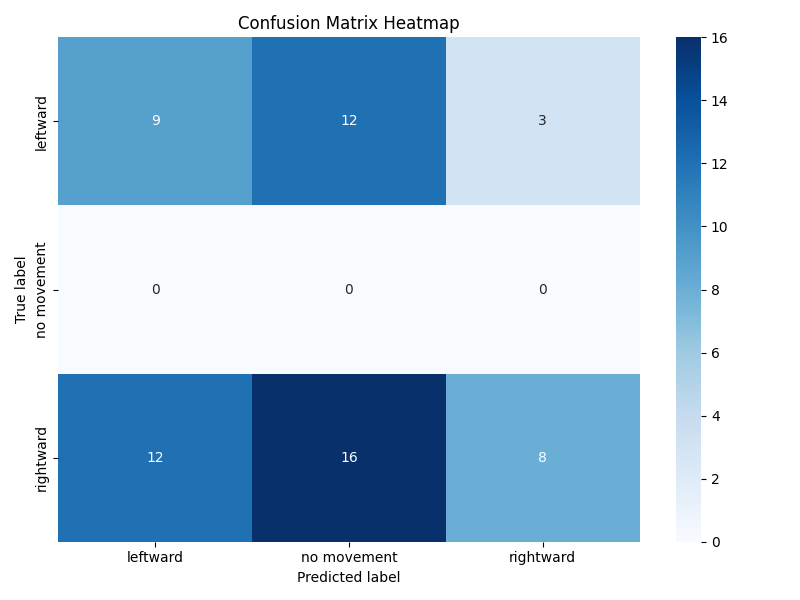 Confusion Matrix Heatmap
True label
leftward
no movement
rightward
9 12 3
0 0 0
12 16 8
leftward no movement rightward
Predicted label
16
14
12
10
8
6
4
2
0